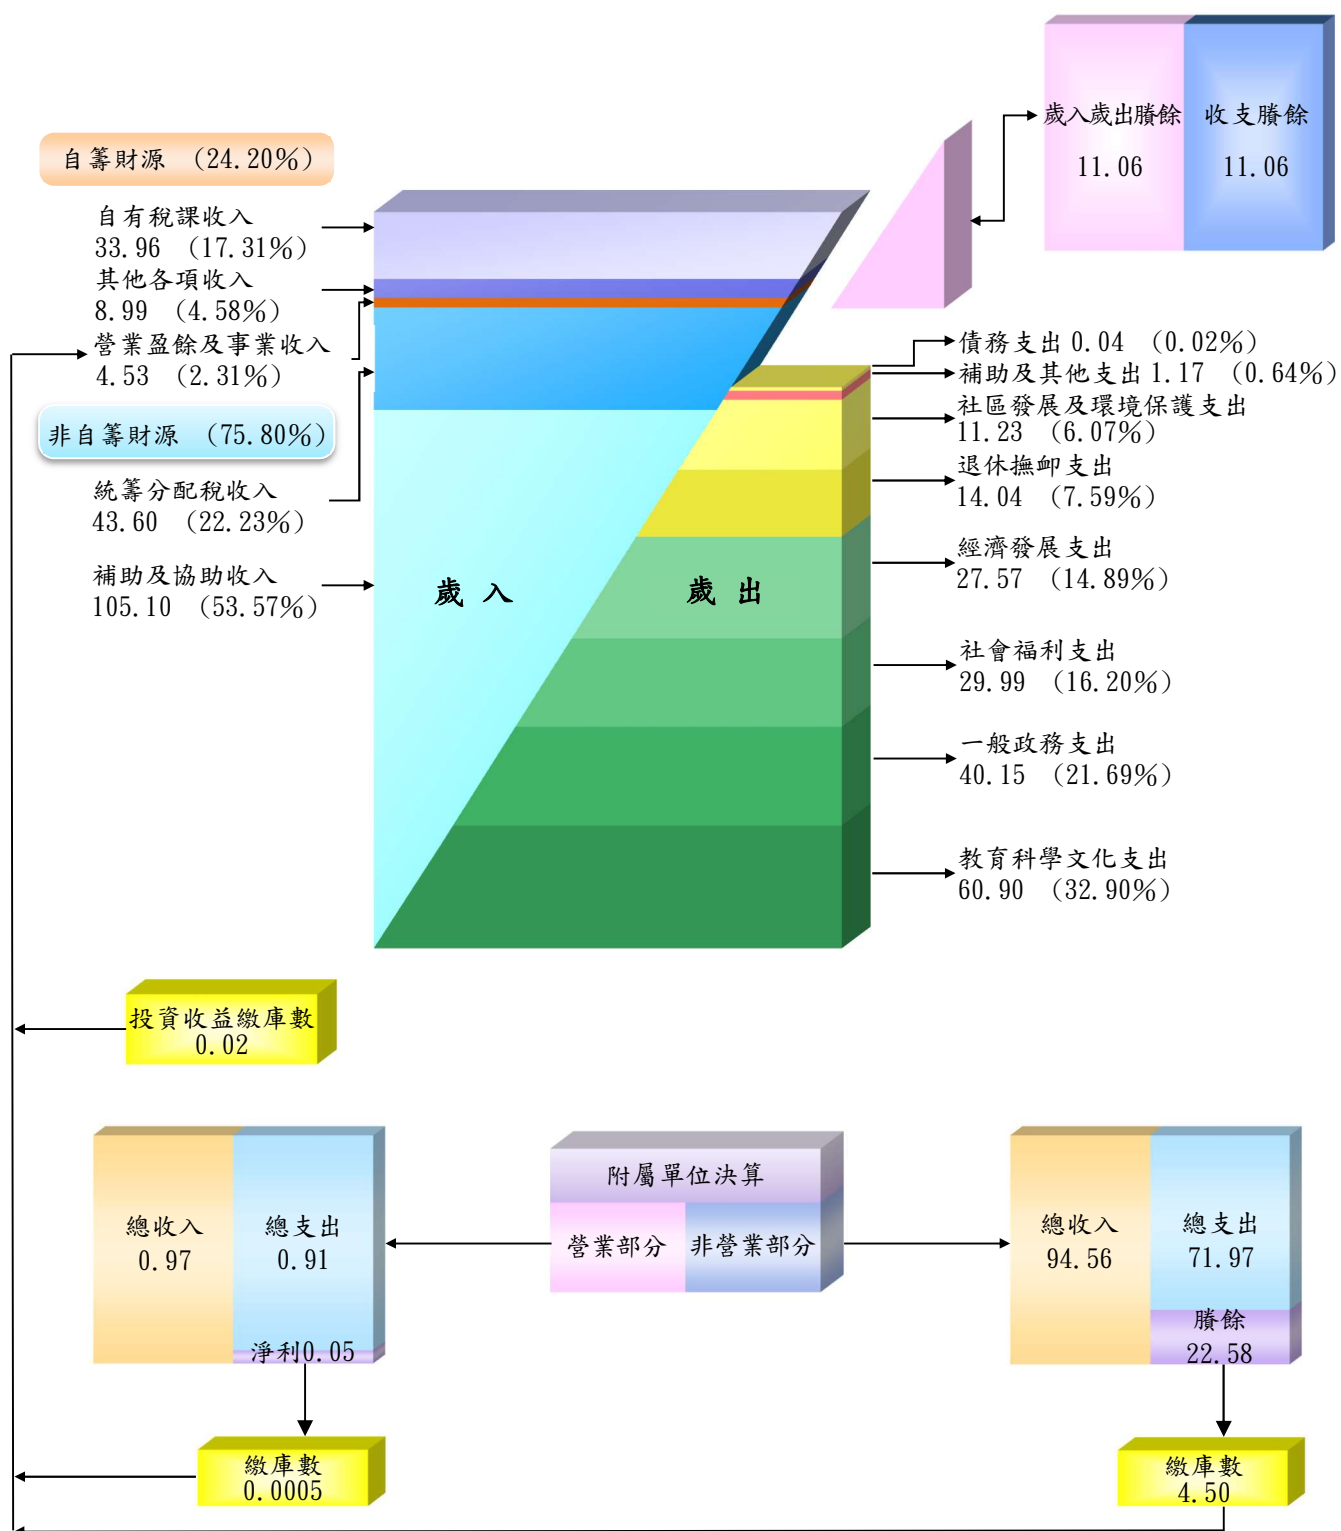 歲入歲出賸餘
11.06
收支賸餘
11.06
自籌財源 (24.20%)
自有稅課收入
33.96 (17.31%)
其他各項收入
8.99 (4.58%)
營業盈餘及事業收入
4.53 (2.31%)
非自籌財源 (75.80%)
統籌分配稅收入
43.60 (22.23%)
補助及協助收入
105.10 (53.57%)
歲入
歲出
債務支出 0.04 (0.02%)
補助及其他支出 1.17 (0.64%)
社區發展及環境保護支出
11.23 (6.07%)
退休撫卹支出
14.04 (7.59%)
經濟發展支出
27.57 (14.89%)
社會福利支出
29.99 (16.20%)
一般政務支出
40.15 (21.69%)
教育科學文化支出
60.90 (32.90%)
投資收益繳庫數
0.02
總收入
0.97
總支出
0.91
淨利0.05
附屬單位決算
營業部分
非營業部分
總收入
94.56
總支出
71.97
賸餘
22.58
繳庫數
0.0005
繳庫數
4.50